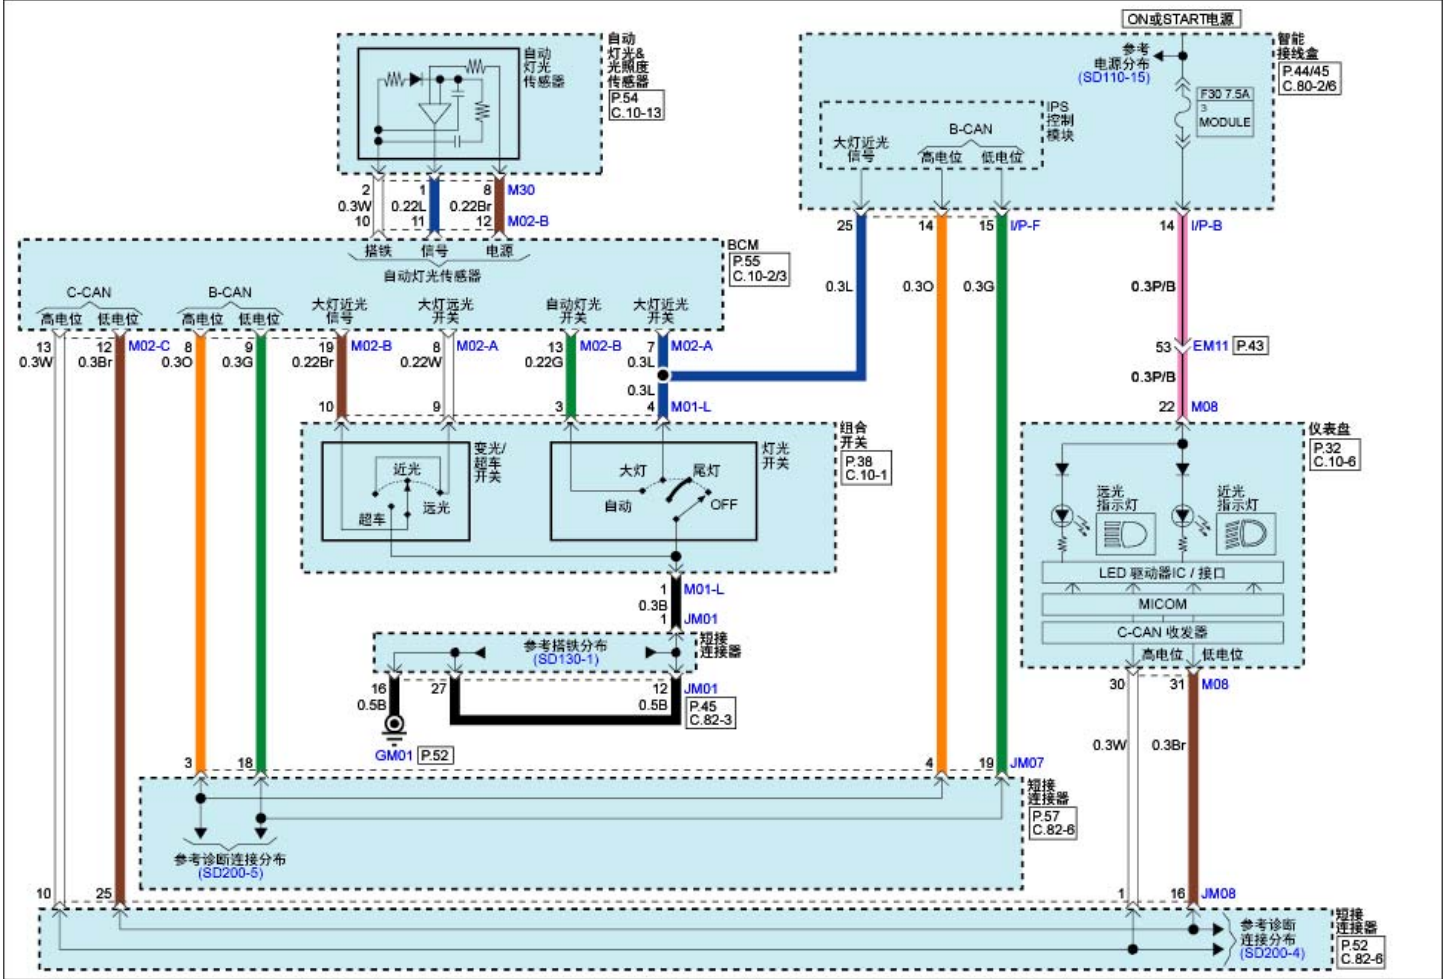 ON或START电源
自动
灯光&
光照度
传感器
P.54
C.10-13
自动
灯光
传感器
智能
接线盒
P.44/45
C.80-2/6
参考
电源分布
(SD110-15)
F30 7.5A
3
MODULE
IPS
控制
模块
B-CAN
大灯近光
信号
高电位 低电位
2 1 8 M30
0.3W 0.22L 0.22Br
10 11 12 M02-B
25 14 15 I/P-F 14 I/P-B
搭铁 信号 电源
自动灯光传感器
BCM
P.55
C.10-2/3
0.3L 0.3O 0.3G 0.3P/B
C-CAN B-CAN
高电位 低电位 高电位 低电位
大灯近光
信号
大灯远光
开关
自动灯光
开关
大灯近光
开关
13 12 M02-C 8 9 19 M02-B 8 M02-A 13 M02-B 7 M02-A
0.3W 0.3Br 0.3O 0.3G 0.22Br 0.22W 0.22G 0.3L
53 EM11 P.43
0.3L 0.3P/B
10 9 3 4 M01-L 22 M08
组合
开关
P.38
C.10-1
变光/
超车
开关
近光
超车 远光
灯光
开关
大灯 尾灯
自动 OFF
仪表盘
P.32
C.10-6
远光
指示灯
近光
指示灯
LED 驱动器IC / 接口
MICOM
C-CAN 收发器
高电位 低电位
1 M01-L
0.3B
1 JM01
短接
连接器
参考搭铁分布
(SD130-1)
16 27 12 JM01
0.5B 0.5B
P.45
C.82-3
GM01 P.52
30 31 M08
0.3W 0.3Br
3 18 4 19 JM07
短接
连接器
P.57
C.82-6
参考诊断连接分布
(SD200-5)
10 25 1 16 JM08
短接
连接器
P.52
C.82-6
参考诊断
连接分布
(SD200-4)